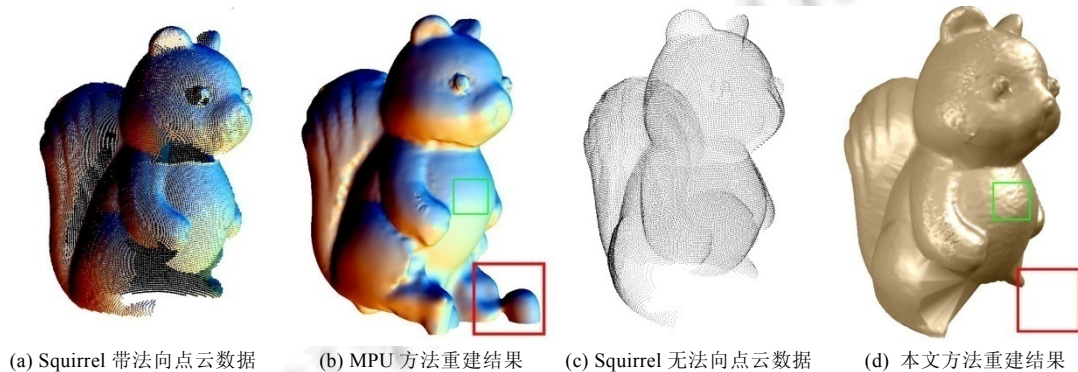 (a) Squirrel 带法向点云数据
(b) MPU 方法重建结果
(c) Squirrel 无法向点云数据
(d) 本文方法重建结果